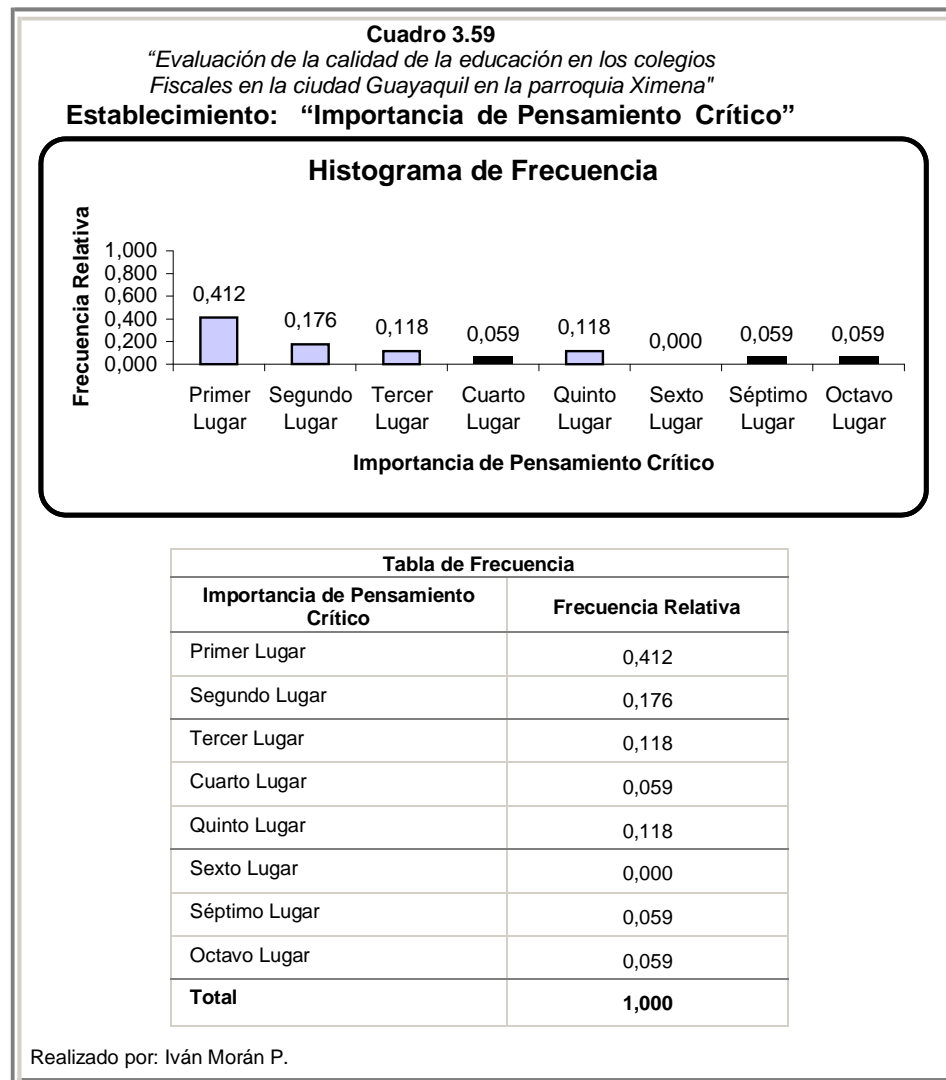 Cuadro 3.59
“Evaluación de la calidad de la educación en los colegios
Fiscales en la ciudad Guayaquil en la parroquia Ximena"
Establecimiento: “Importancia de Pensamiento Crítico”
Histograma de Frecuencia
Frecuencia Relativa
1,000
0,800
0,600
0,400
0,200
0,000
0,412
0,176
0,118
0,059
0,118
0,000
0,059
0,059
Primer Lugar
Segundo Lugar
Tercer Lugar
Cuarto Lugar
Quinto Lugar
Sexto Lugar
Séptimo Lugar
Octavo Lugar
Importancia de Pensamiento Crítico
Tabla de Frecuencia
Importancia de Pensamiento
Crítico
Frecuencia Relativa
Primer Lugar 0,412
Segundo Lugar 0,176
Tercer Lugar 0,118
Cuarto Lugar 0,059
Quinto Lugar 0,118
Sexto Lugar 0,000
Séptimo Lugar 0,059
Octavo Lugar 0,059
Total 1,000
Realizado por: Iván Morán P.